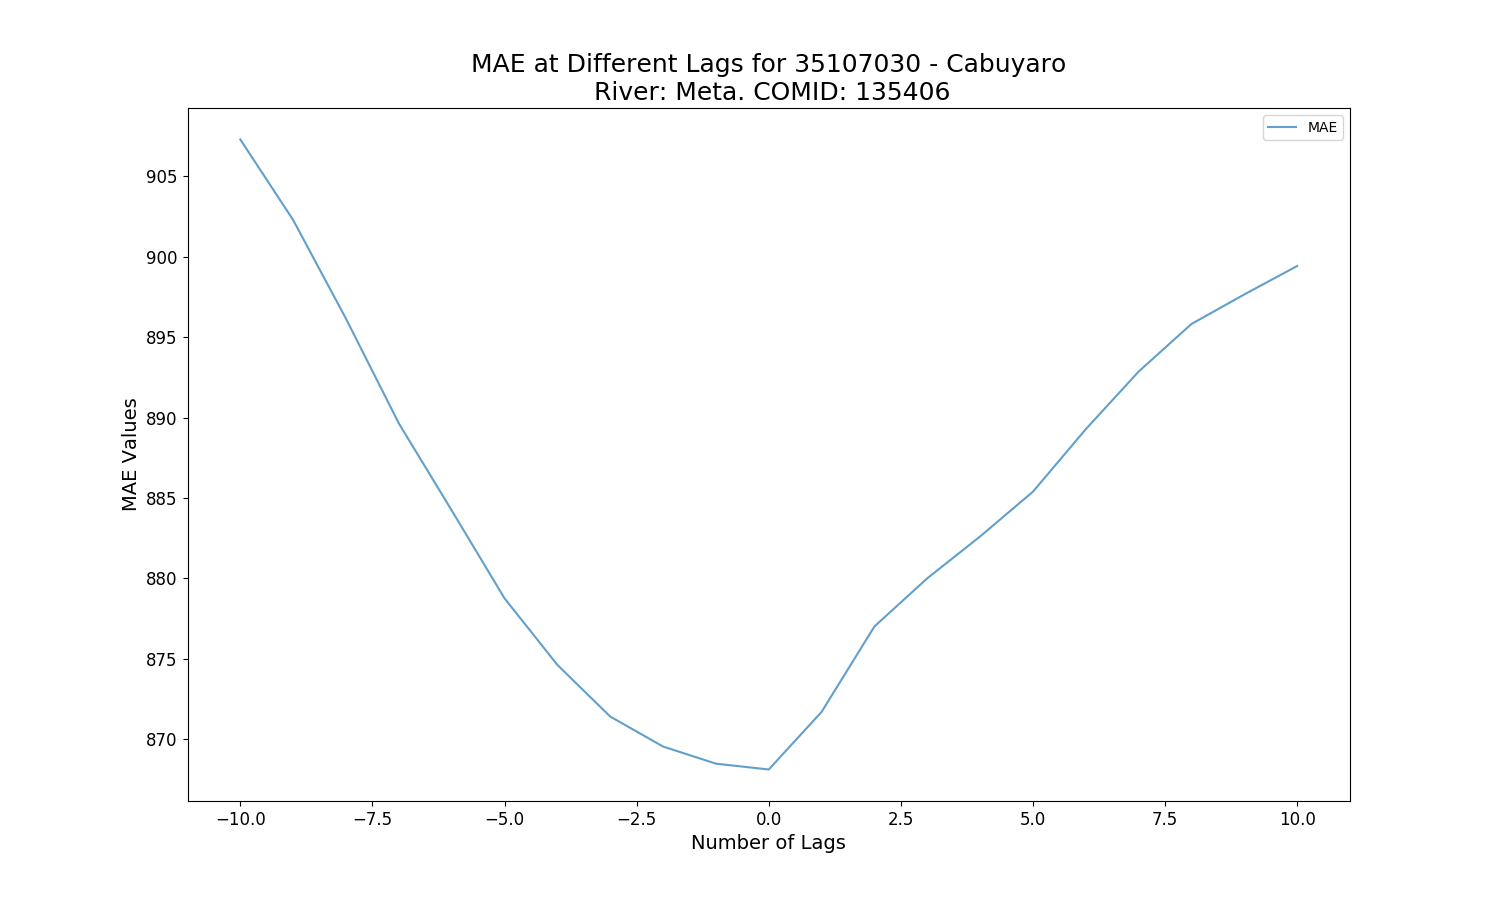 MAE at Different Lags for 35107030 - Cabuyaro
River: Meta. COMID: 135406
MAE
905
900
895
890
885
880
875
870
MAE Values
−10.0 −7.5 −5.0 −2.5 0.0 2.5 5.0 7.5 10.0
Number of Lags